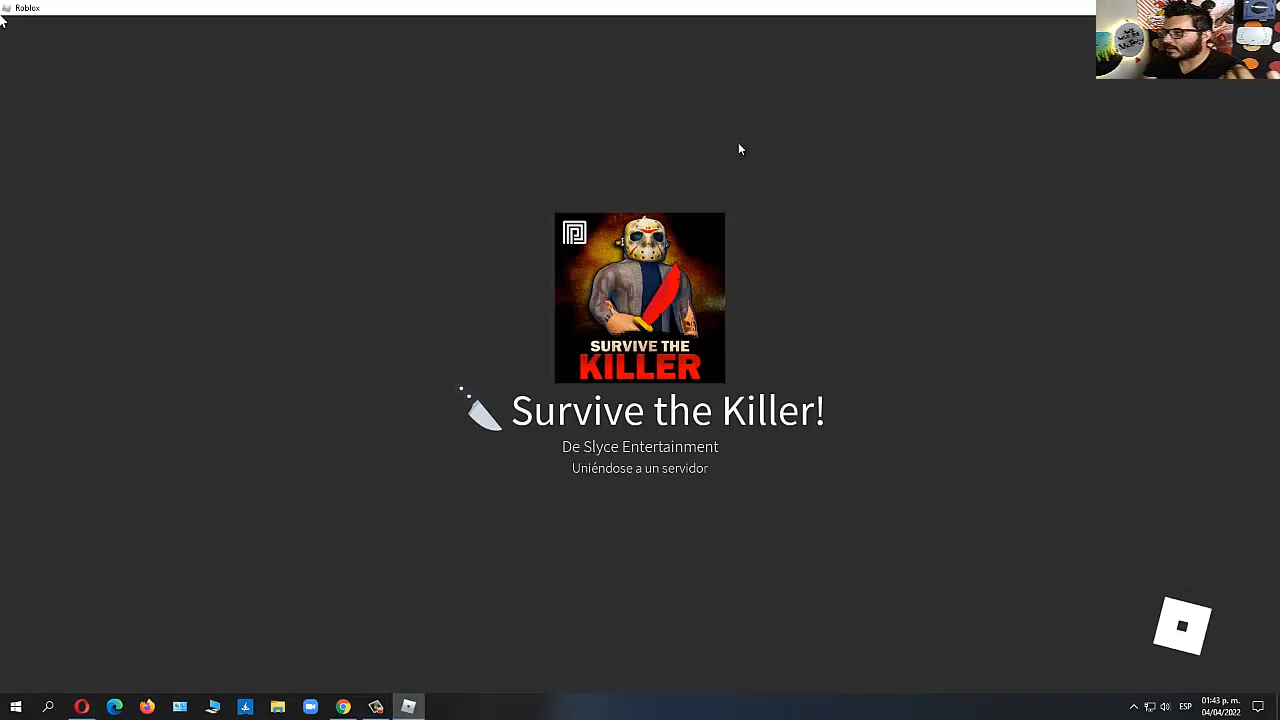 Roblox
SURVIVE THE
KILLER
Survive the Killer!
De Slyce Entertainment
Uniéndose a un servidor
ESP
01:43 p. m.
04/04/2022